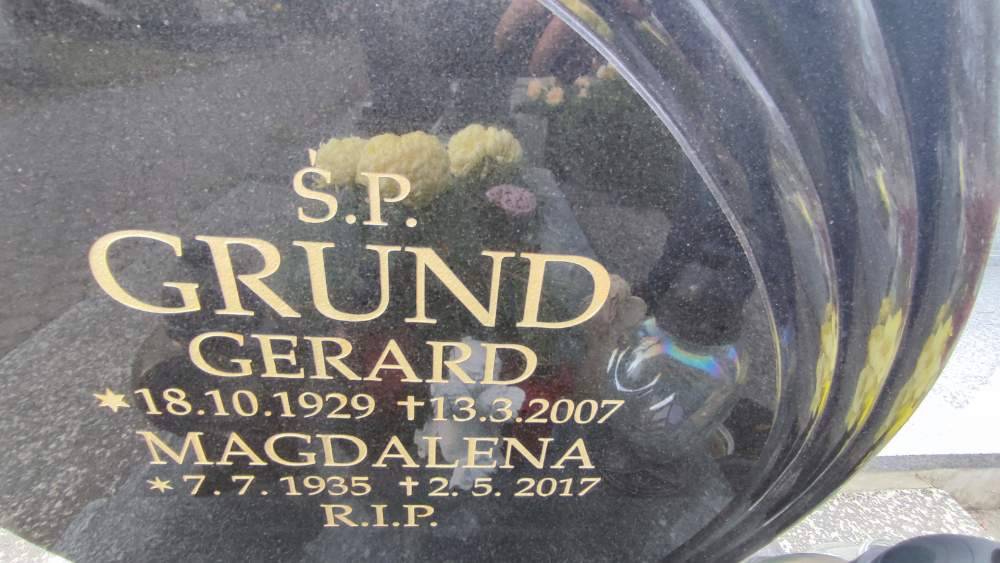 Ś.P.
GRUND
GERARD
*18.10.1929 †13.3.2007
MAGDALENA
*7.7.1935 †2.5.2017
R.I.P.